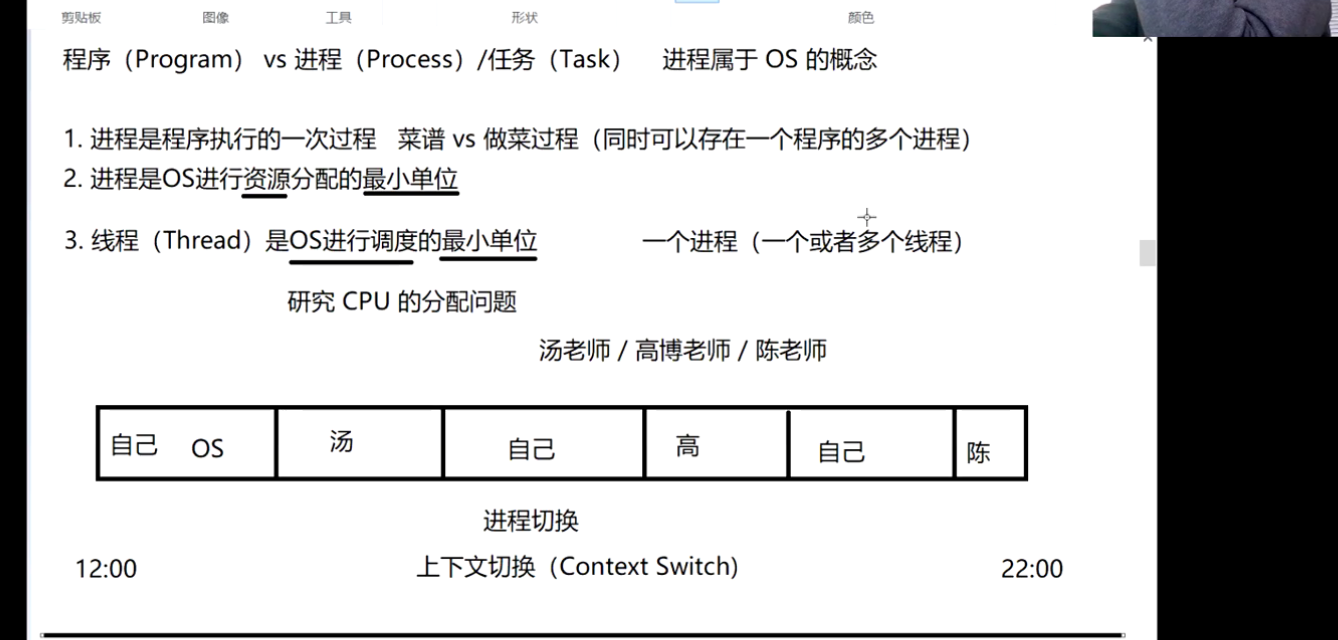 剪贴板 图像 工具 形状 颜色
程序（Program） vs 进程（Process）/任务（Task） 进程属于 OS 的概念
1. 进程是程序执行的一次过程 菜谱 vs 做菜过程（同时可以存在一个程序的多个进程）
2. 进程是OS进行资源分配的最小单位
3. 线程（Thread）是OS进行调度的最小单位 一个进程（一个或者多个线程）
研究 CPU 的分配问题
汤老师 / 高博老师 / 陈老师
自己 OS 汤 自己 高 自己 陈
进程切换
12:00 上下文切换（Context Switch） 22:00